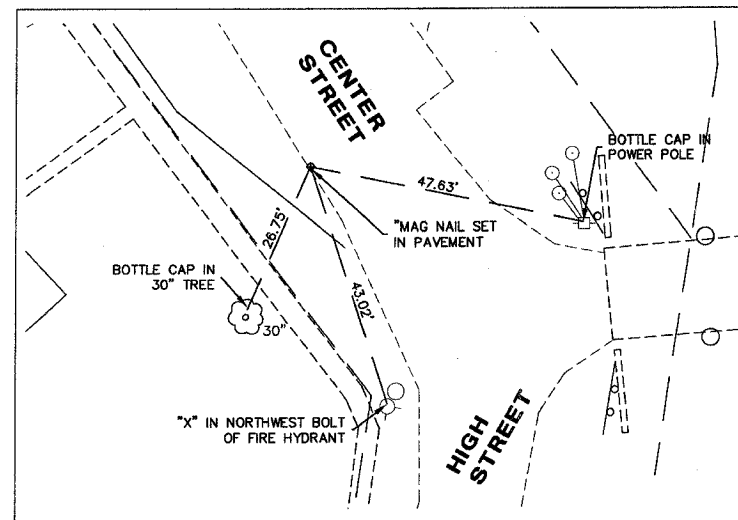 CENTER
STREET
BOTTLE CAP IN
POWER POLE
47.63'
"MAG NAIL SET
IN PAVEMENT
26.75'
BOTTLE CAP IN
30" TREE
43.02'
30"
"X" IN NORTHWEST BOLT
OF FIRE HYDRANT
HIGH
STREET